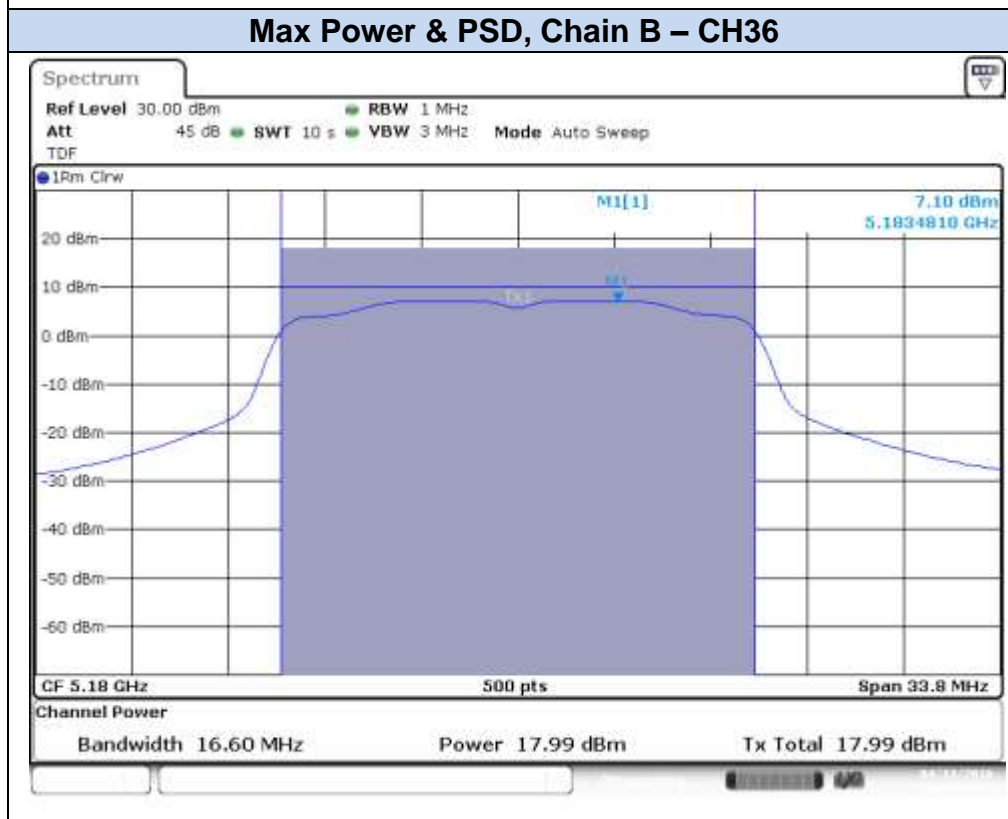 Max Power & PSD, Chain B – CH36
Spectrum
Ref Level 30.00 dBm RBW 1 MHz
Att 45 dB SWT 10 s VBW 3 MHz Mode Auto Sweep
TDF
1Rm Clrw
M1[1] 7.10 dBm
5.1834810 GHz
20 dBm
10 dBm
M1
0 dBm
-10 dBm
-20 dBm
-30 dBm
-40 dBm
-50 dBm
-60 dBm
CF 5.18 GHz 500 pts Span 33.8 MHz
Channel Power
Bandwidth 16.60 MHz Power 17.99 dBm Tx Total 17.99 dBm